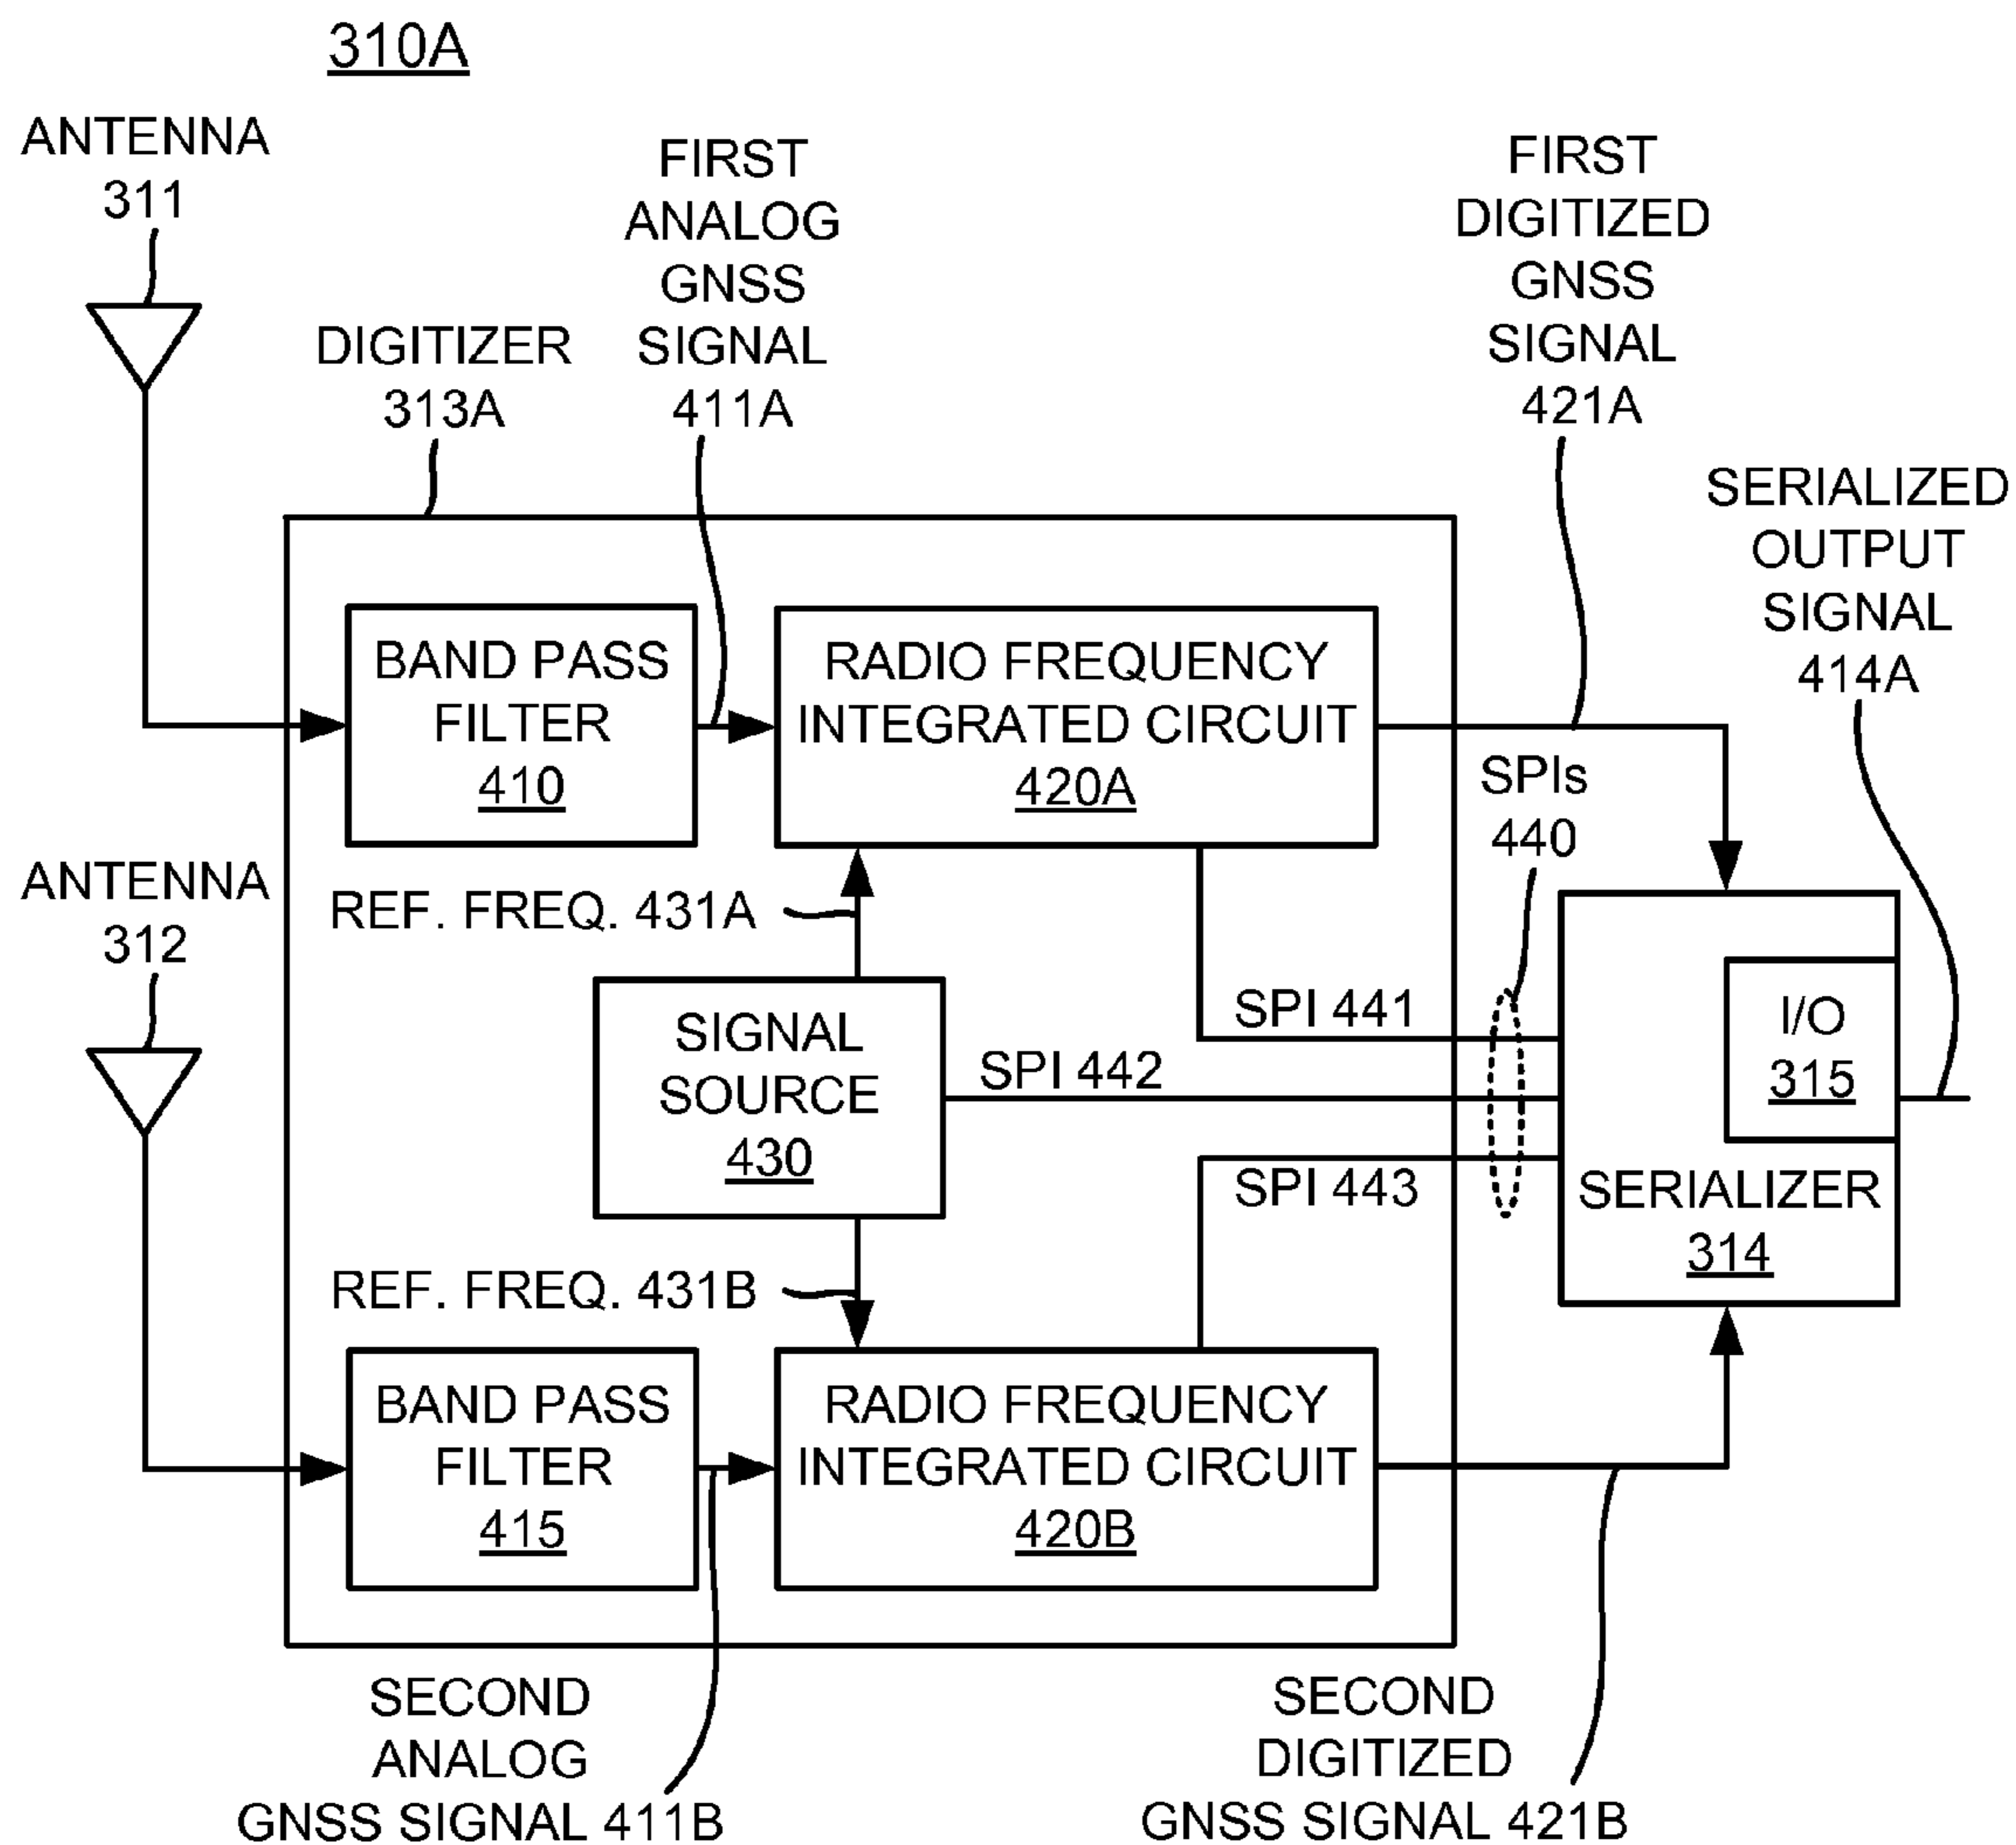 310A
ANTENNA
311
FIRST
ANALOG
GNSS
SIGNAL
411A
FIRST
DIGITIZED
GNSS
SIGNAL
421A
DIGITIZER
313A
SERIALIZED
OUTPUT
SIGNAL
414A
BAND PASS
FILTER
410
RADIO FREQUENCY
INTEGRATED CIRCUIT
420A
SPIs
440
ANTENNA
312
REF. FREQ. 431A
SIGNAL
SOURCE
430
SPI 441
SPI 442
SPI 443
I/O
315
SERIALIZER
314
REF. FREQ. 431B
BAND PASS
FILTER
415
RADIO FREQUENCY
INTEGRATED CIRCUIT
420B
SECOND
ANALOG
GNSS SIGNAL 411B
SECOND
DIGITIZED
GNSS SIGNAL 421B